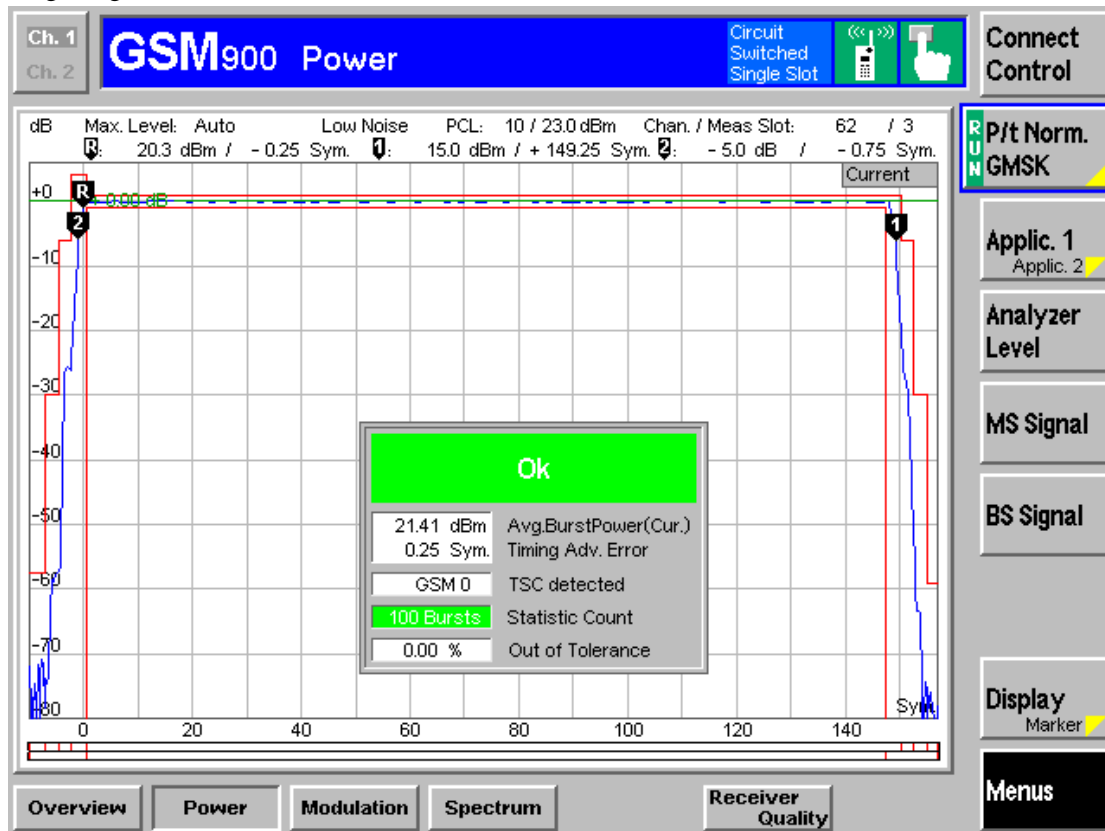 Ch. 1
Ch. 2
GSM900 Power
Circuit
Switched
Single Slot
Connect
Control
dB Max. Level: Auto Low Noise PCL: 10 / 23.0 dBm Chan. / Meas Slot: 62 / 3
R: 20.3 dBm / - 0.25 Sym. 1: 15.0 dBm / + 149.25 Sym. 2: - 5.0 dB / - 0.75 Sym.
Current
RUN
P/t Norm.
GMSK
+0
R
0.00 dB
2
1
-10
-20
-30
-40
-50
-60
-70
-80
Sym.
0 20 40 60 80 100 120 140
Ok
21.41 dBm Avg.BurstPower(Cur.)
0.25 Sym. Timing Adv. Error
GSM 0 TSC detected
100 Bursts Statistic Count
0.00 % Out of Tolerance
Applic. 1
Applic. 2
Analyzer
Level
MS Signal
BS Signal
Display
Marker
Menus
Overview
Power
Modulation
Spectrum
Receiver
Quality